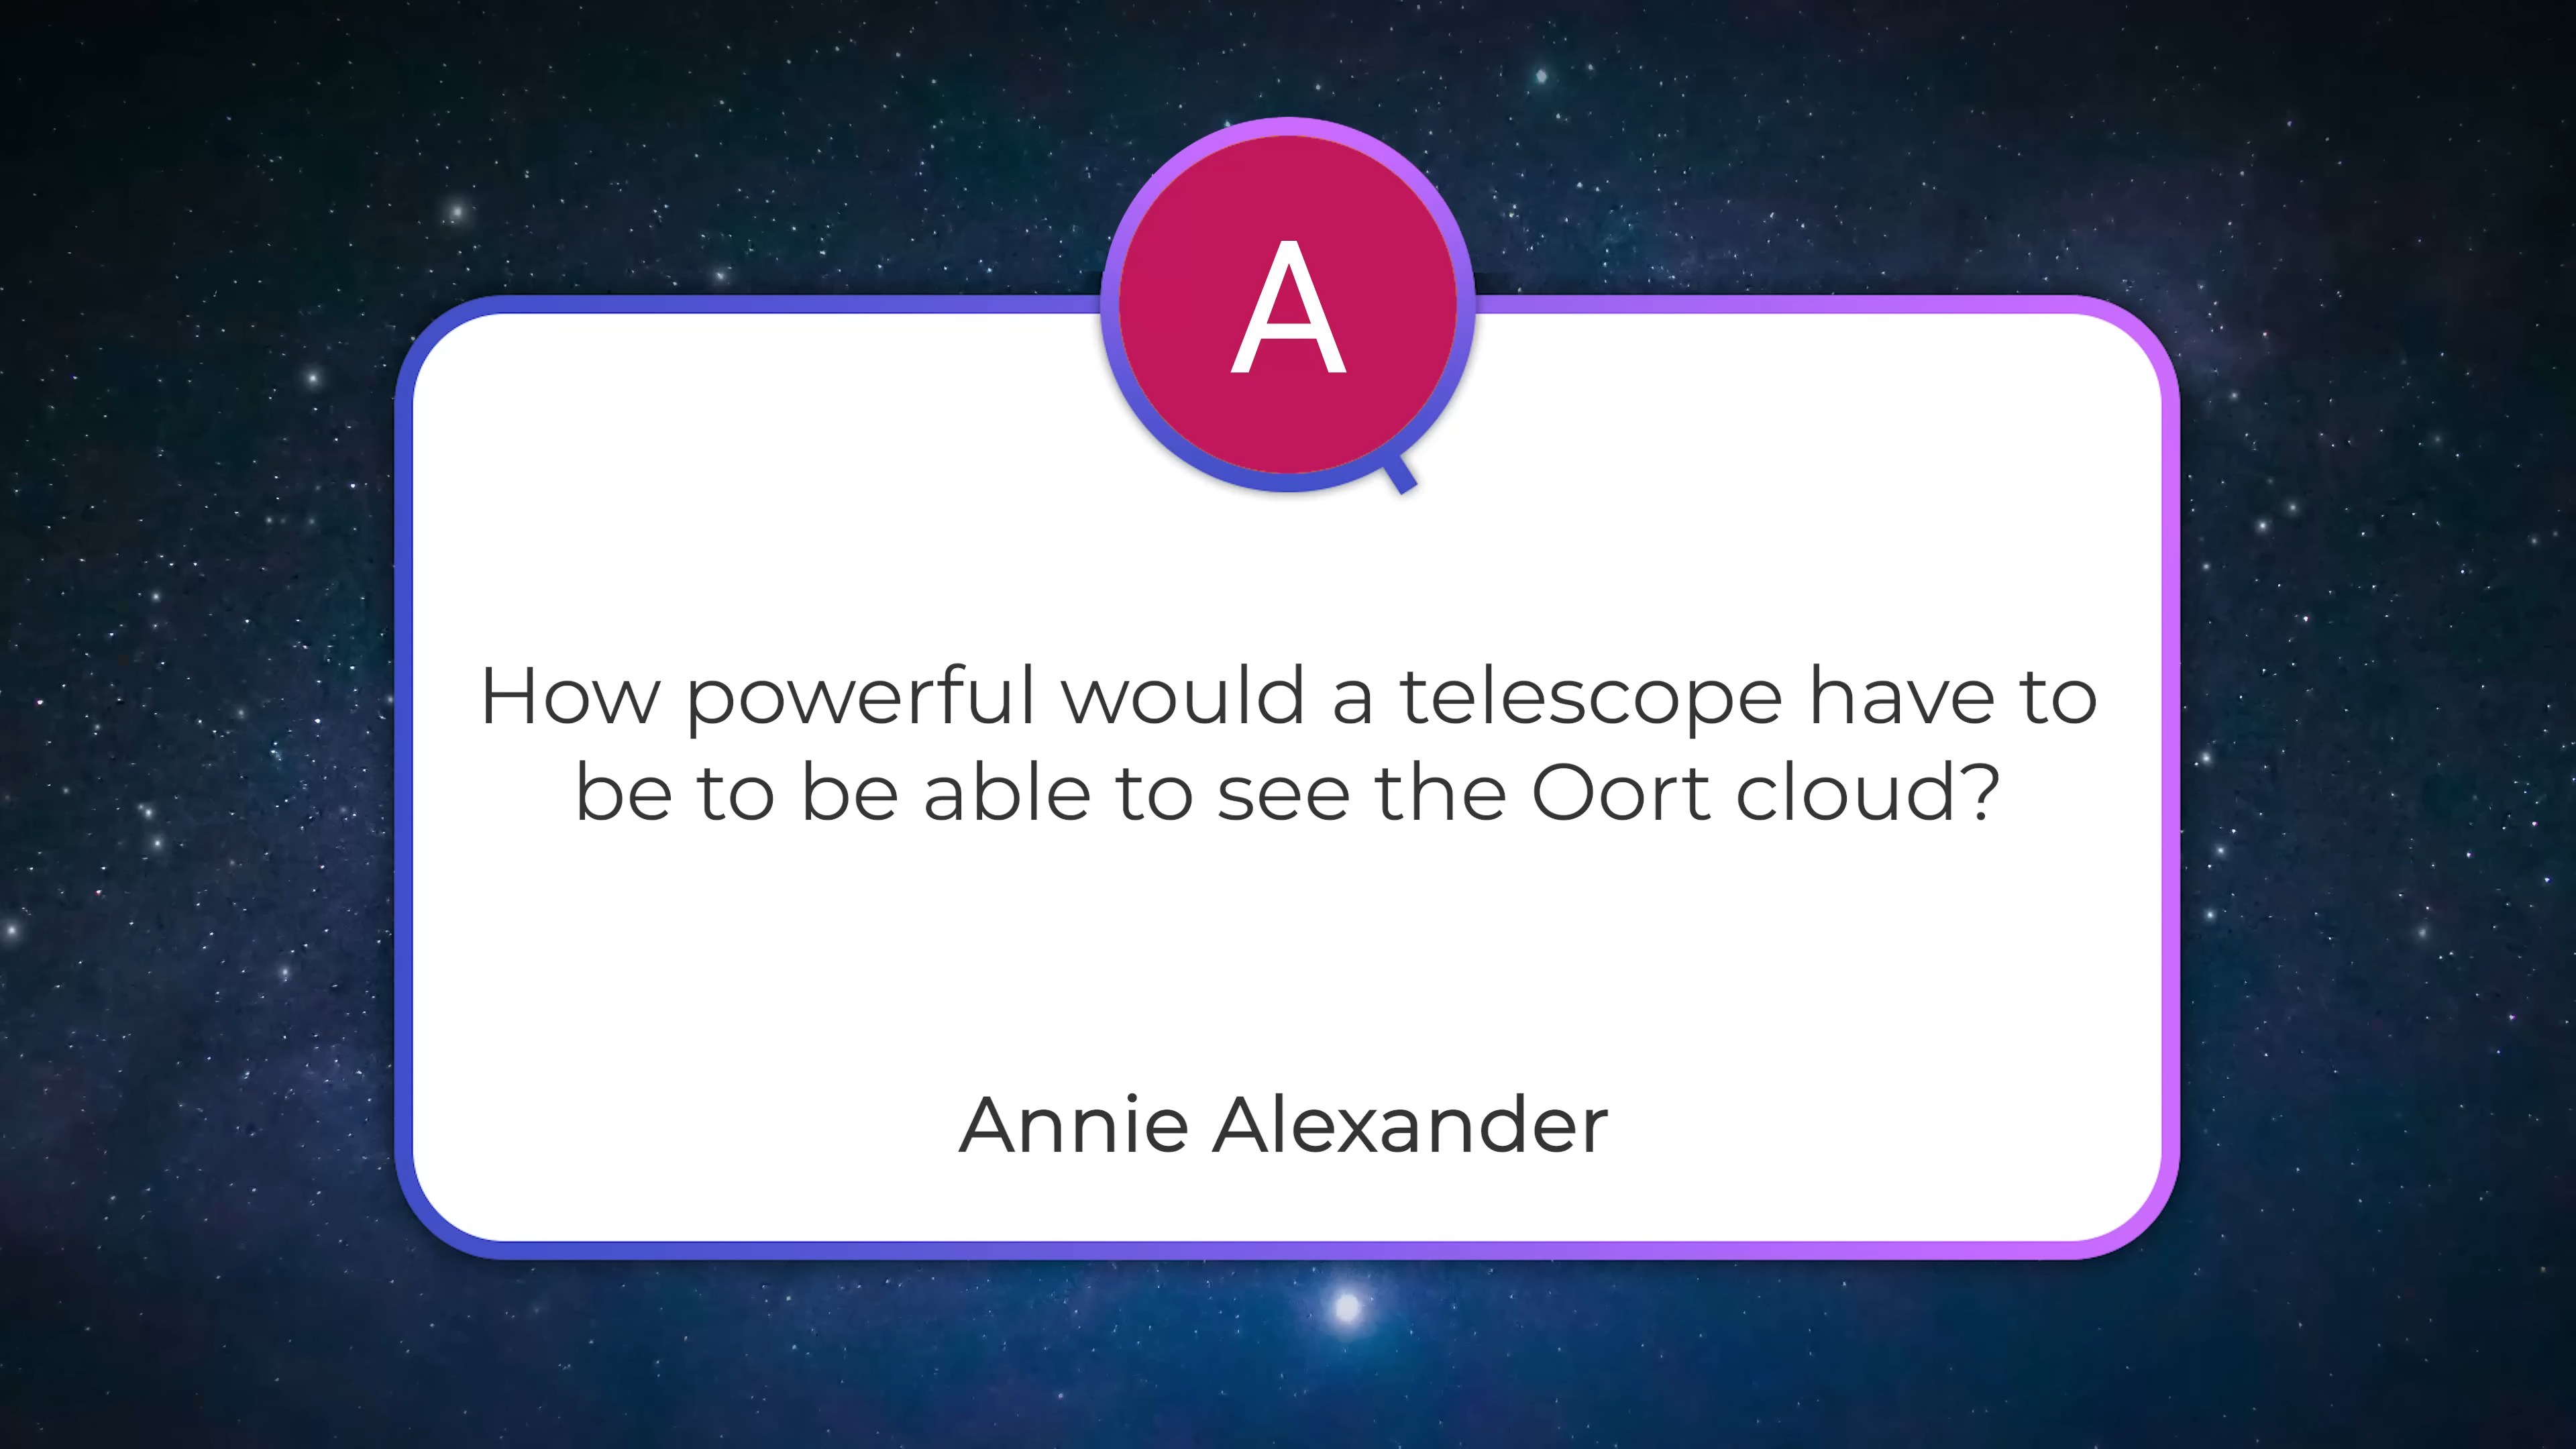 A
How powerful would a telescope have to
be to be able to see the Oort cloud?
Annie Alexander